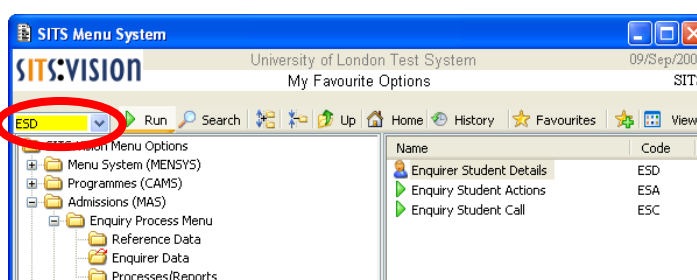 SITS Menu System
SITS:VISION
University of London Test System
09/Sep/200
My Favourite Options
SIT
ESD
Run
Search
Up
Home
History
Favourites
View
SITS:Vision Menu Options
Name
Code
Menu System (MENSYS)
Enquirer Student Details
ESD
Programmes (CAMS)
Enquiry Student Actions
ESA
Admissions (MAS)
Enquiry Student Call
ESC
Enquiry Process Menu
Reference Data
Enquirer Data
Processes/Reports